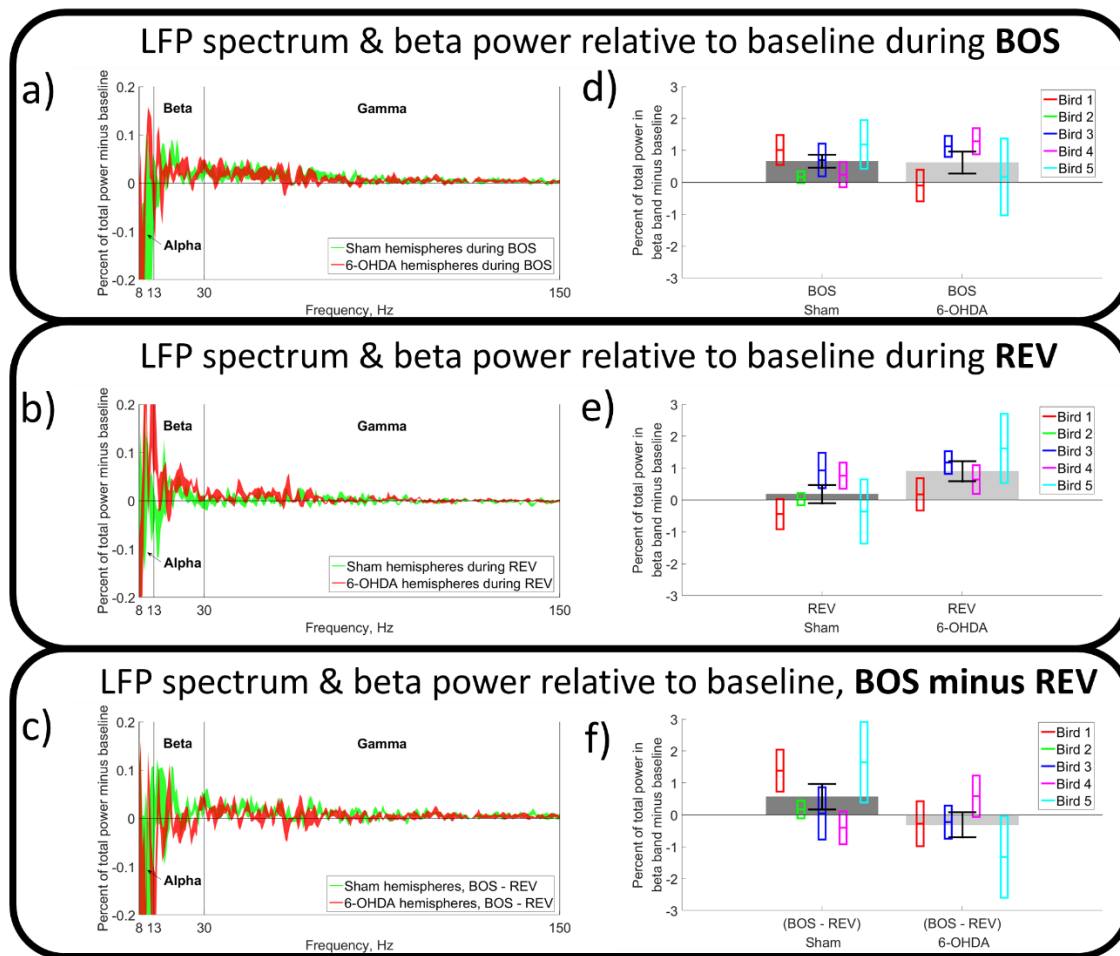 LFP spectrum & beta power relative to baseline during BOS
a)
Percent of total power minus baseline
0.2
0.1
0
-0.1
-0.2
Beta
Gamma
Alpha
Sham hemispheres during BOS
6-OHDA hemispheres during BOS
8 13 30 150
Frequency, Hz
d)
Percent of total power in
beta band minus baseline
3
2
1
0
-1
-2
-3
Bird 1
Bird 2
Bird 3
Bird 4
Bird 5
BOS BOS
Sham 6-OHDA
LFP spectrum & beta power relative to baseline during REV
b)
Percent of total power minus baseline
0.2
0.1
0
-0.1
-0.2
Beta
Gamma
Alpha
Sham hemispheres during REV
6-OHDA hemispheres during REV
8 13 30 150
Frequency, Hz
e)
Percent of total power in
beta band minus baseline
3
2
1
0
-1
-2
-3
Bird 1
Bird 2
Bird 3
Bird 4
Bird 5
REV REV
Sham 6-OHDA
LFP spectrum & beta power relative to baseline, BOS minus REV
c)
Percent of total power minus baseline
0.2
0.1
0
-0.1
-0.2
Beta
Gamma
Alpha
Sham hemispheres, BOS - REV
6-OHDA hemispheres, BOS - REV
8 13 30 150
Frequency, Hz
f)
Percent of total power in
beta band minus baseline
3
2
1
0
-1
-2
-3
Bird 1
Bird 2
Bird 3
Bird 4
Bird 5
(BOS - REV) (BOS - REV)
Sham 6-OHDA